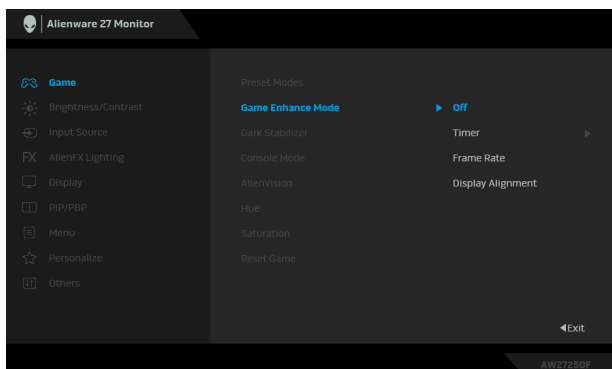 Alienware 27 Monitor
Game
Brightness/Contrast
Input Source
FX AlienFX Lighting
Display
PIP/PBP
Menu
Personalize
Others
Preset Modes
Game Enhance Mode
Dark Stabilizer
Console Mode
AlienVision
Hue
Saturation
Reset Game
Off
Timer
Frame Rate
Display Alignment
Exit
AW2725DF